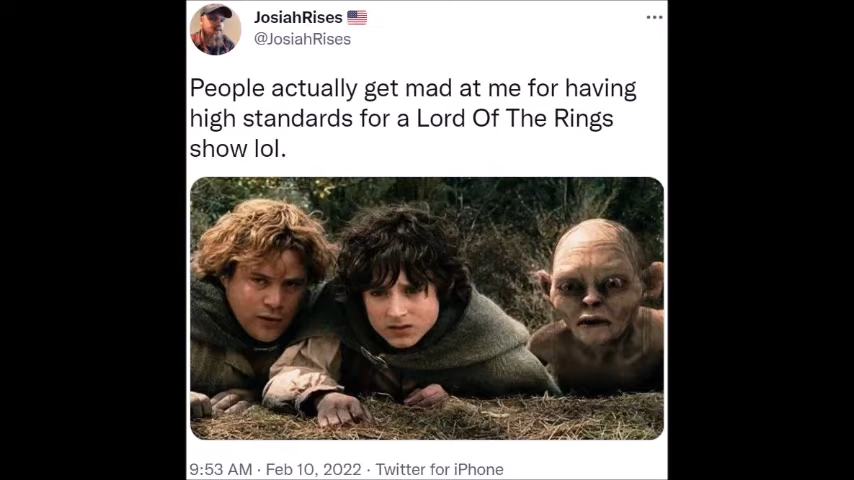 JosiahRises 🇺🇸
@JosiahRises
People actually get mad at me for having
high standards for a Lord Of The Rings
show lol.
9:53 AM · Feb 10, 2022 · Twitter for iPhone